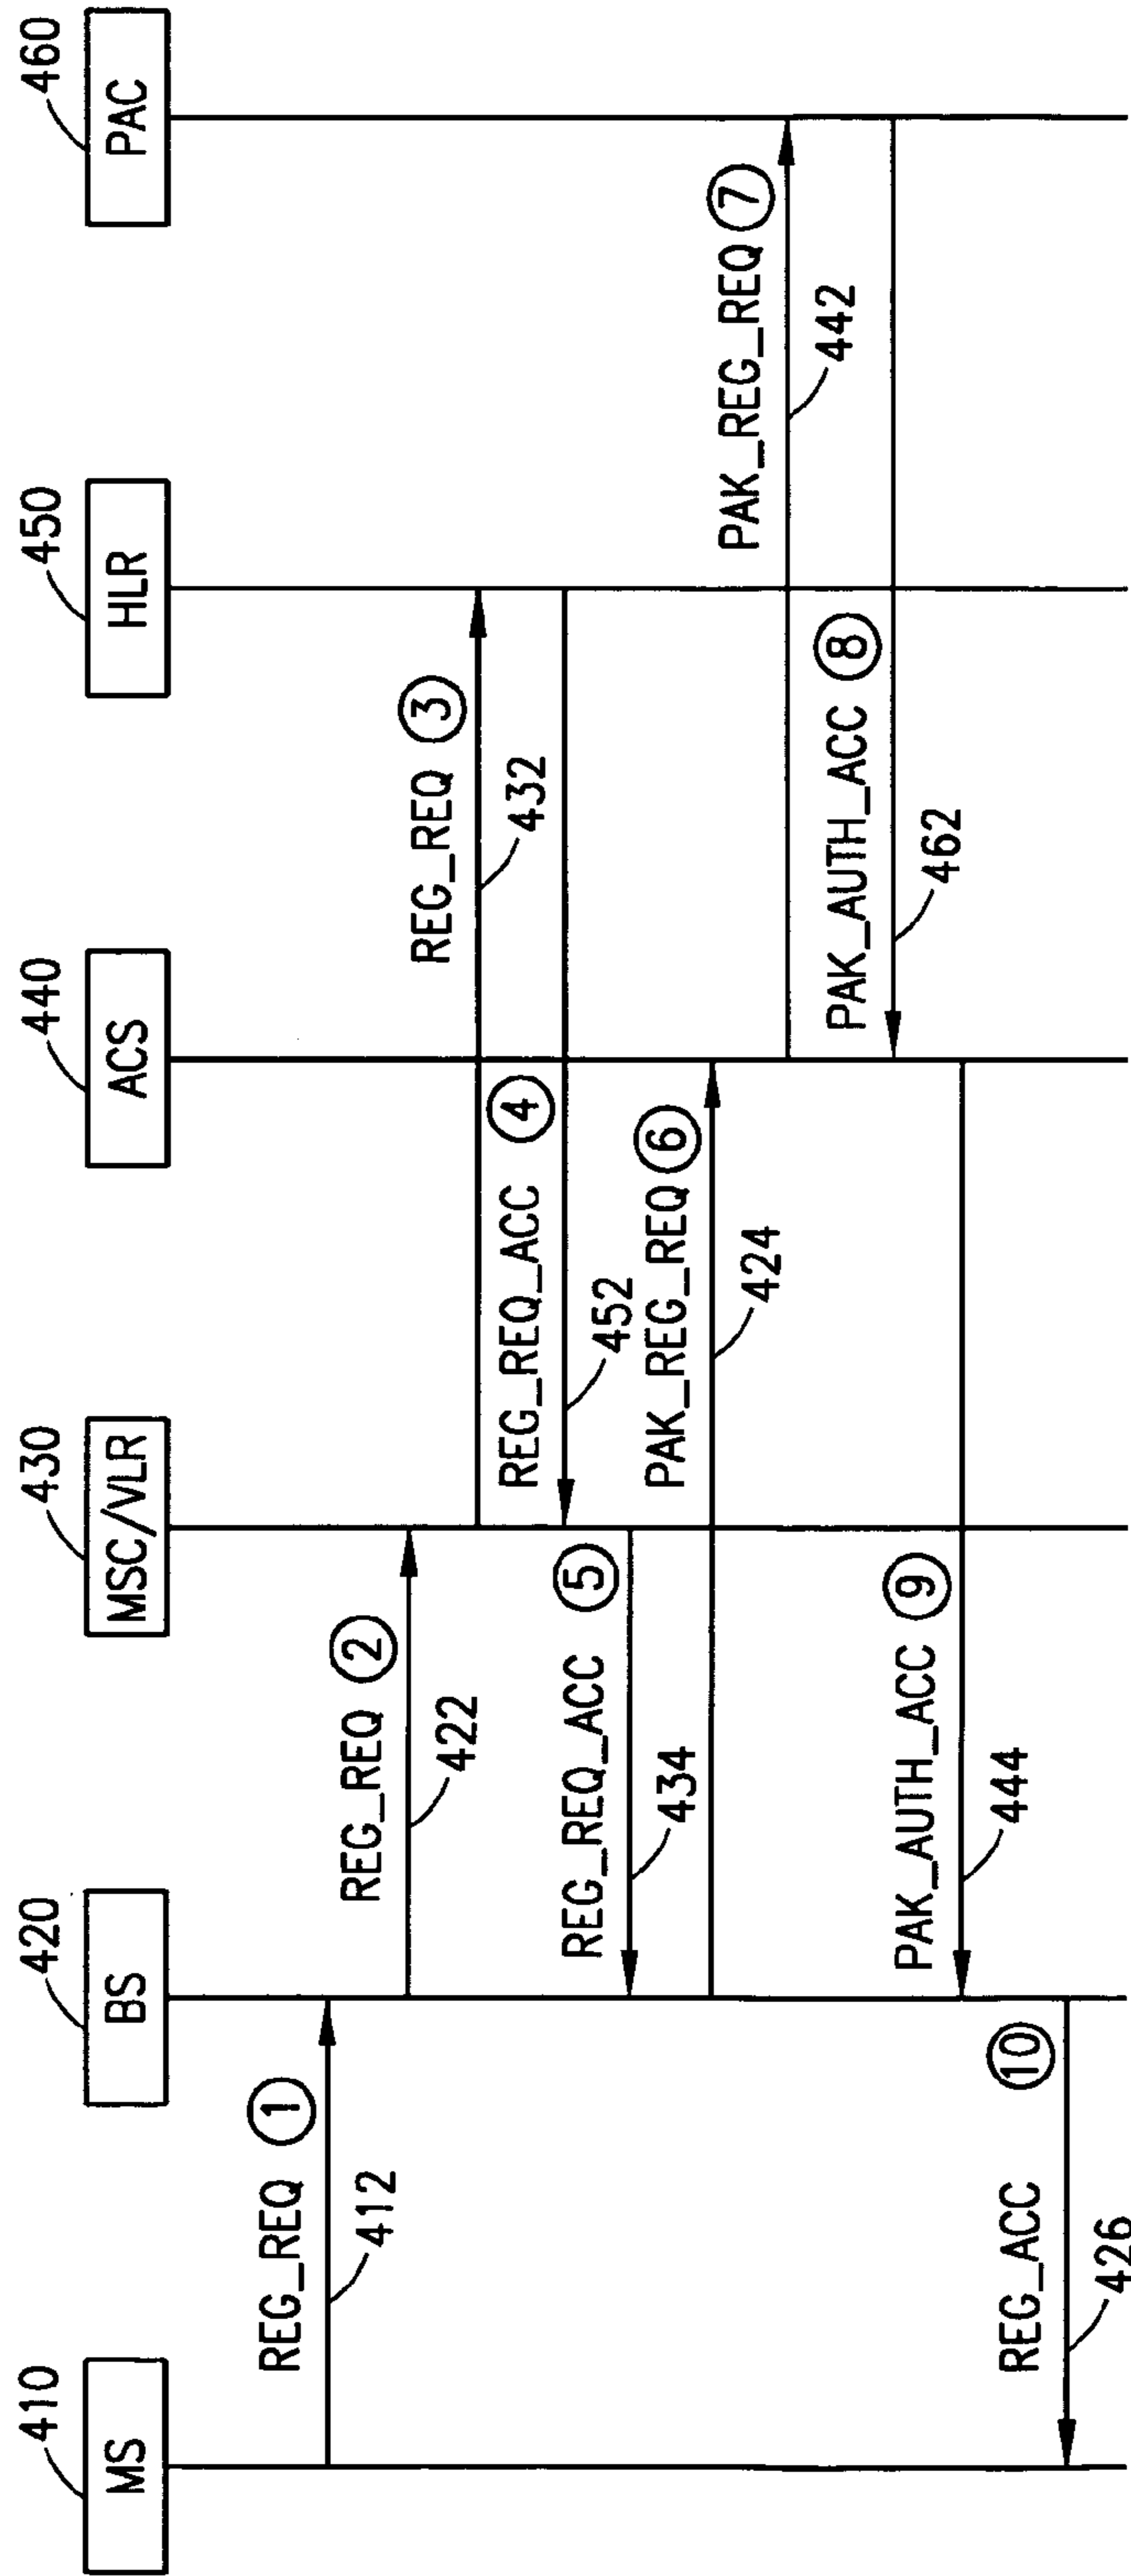 410
MS
420
BS
430
MSC/VLR
440
ACS
450
HLR
460
PAC
REG_REQ 1
412
REG_REQ 2
422
REG_REQ 3
432
REG_REQ_ACC 4
452
REG_REQ_ACC 5
434
PAK_REG_REQ 6
424
PAK_REG_REQ 7
442
PAK_AUTH_ACC 8
462
PAK_AUTH_ACC 9
444
REG_ACC 10
426